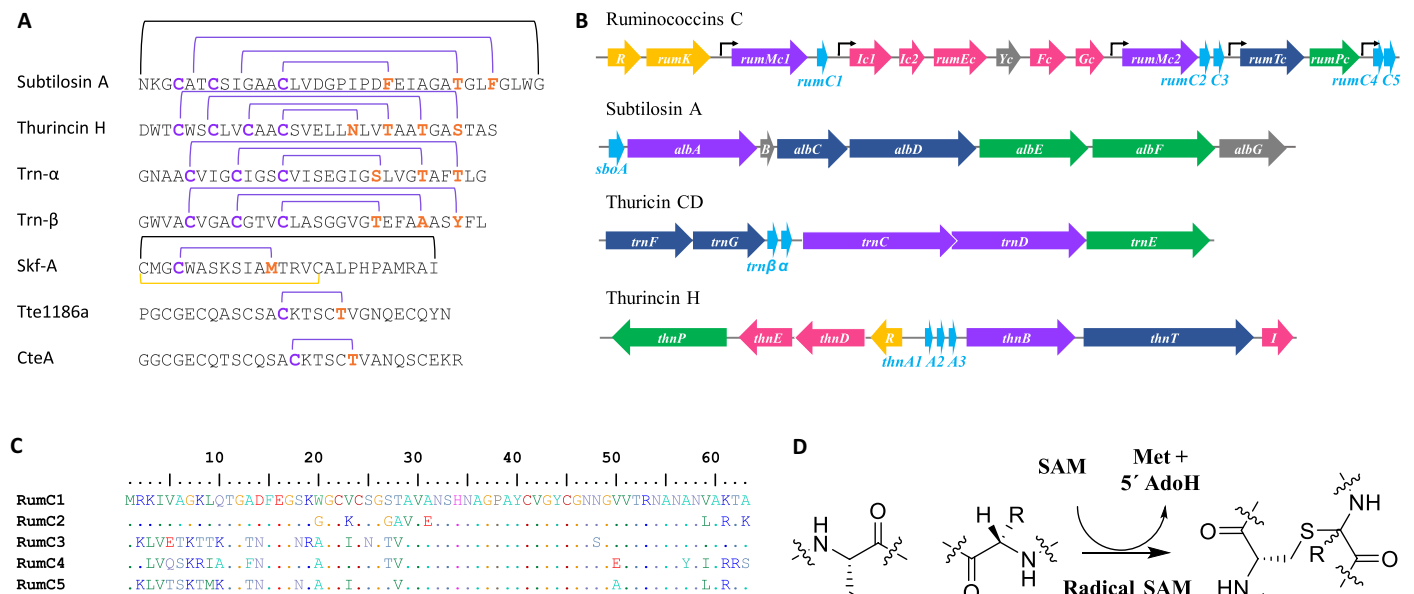 A
Subtilosin A NKGCATCSIGAACLVDGPIPDFEIAGATGLFGLWG
Thurincin H DWTCWSCLVCAACSVELLNLVTAATGASTAS
Trn-α GNAACVIGCIGSCVISEGIGSLVGTAFTLG
Trn-β GWVACVGACGTVCLASGGVGTEFAAASYFL
Skf-A CMGCWASKSIAMTRVCALPHPAMRAI
Tte1186a PGCGECQASCSACKTSCTVGNQECQYN
CteA GGCGECQTSCQSACKTSCTVANQSCEKR
B
Ruminococcins C
R rumK rumMc1 Ic1 Ic2 rumEc Yc Fc Gc rumMc2 rumTc rumPc
rumC1 rumC2 C3 rumC4 C5
Subtilosin A
albA B albC albD albE albF albG
sboA
Thuricin CD
trnF trnG trnC trnD trnE
trnβ α
Thurincin H
thnP thnE thnD R thnB thnT I
thnA1 A2 A3
C
10 20 30 40 50 60
RumC1 MRKIVAGKLQTGADFEGSKWGCVCSGSTAVANSHNAGPAYCVGYCGNNGVVTRNANANVAKTA
RumC2 ...................G..K...GAV.E...........................L.R.K
RumC3 .KLVETKTTK..TN...NRA..I.N.TV...................S...............
RumC4 ..LVQSKRIA..FN.....A..I...TV.....................E......Y.I.RRS
RumC5 .KLVTSKTMK..TN...N.A..I....V.....................A........L.R..
D
SAM
Met +
5´ AdoH
Radical SAM
H
N
O
H
R
O
N
H
NH
O
S
R
O
HN